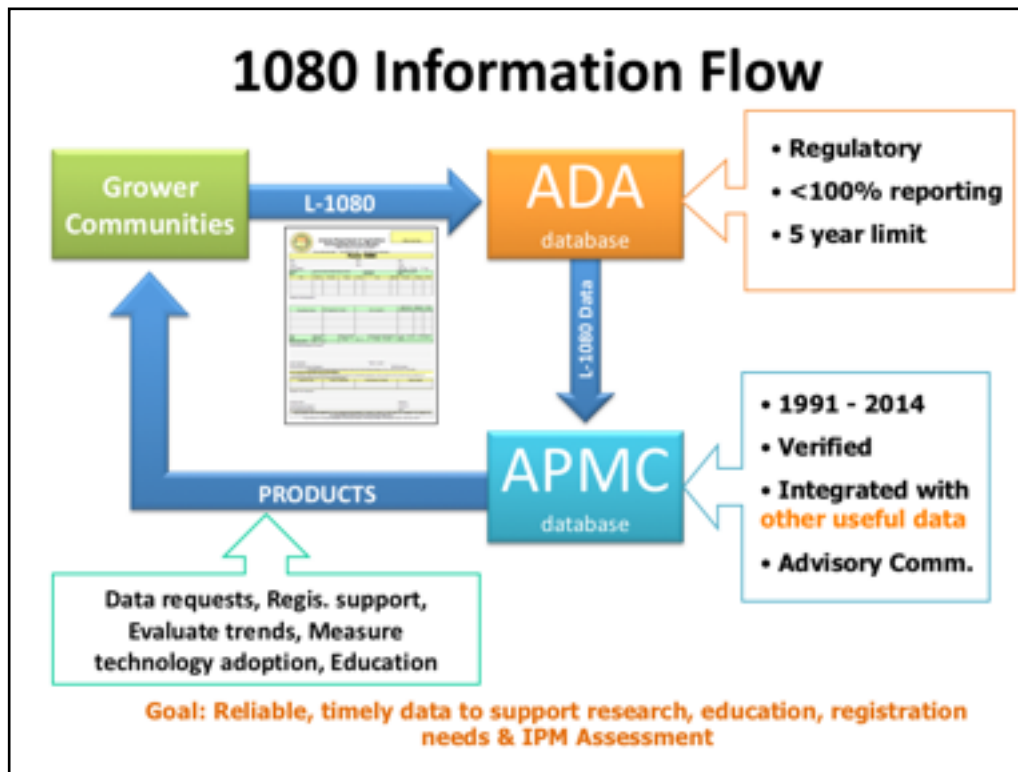 1080 Information Flow
Grower
Communities
L-1080
ADA
database
• Regulatory
• <100% reporting
• 5 year limit
L-1080 Data
APMC
database
• 1991 - 2014
• Verified
• Integrated with
other useful data
• Advisory Comm.
PRODUCTS
Data requests, Regis. support,
Evaluate trends, Measure
technology adoption, Education
Goal: Reliable, timely data to support research, education, registration
needs & IPM Assessment